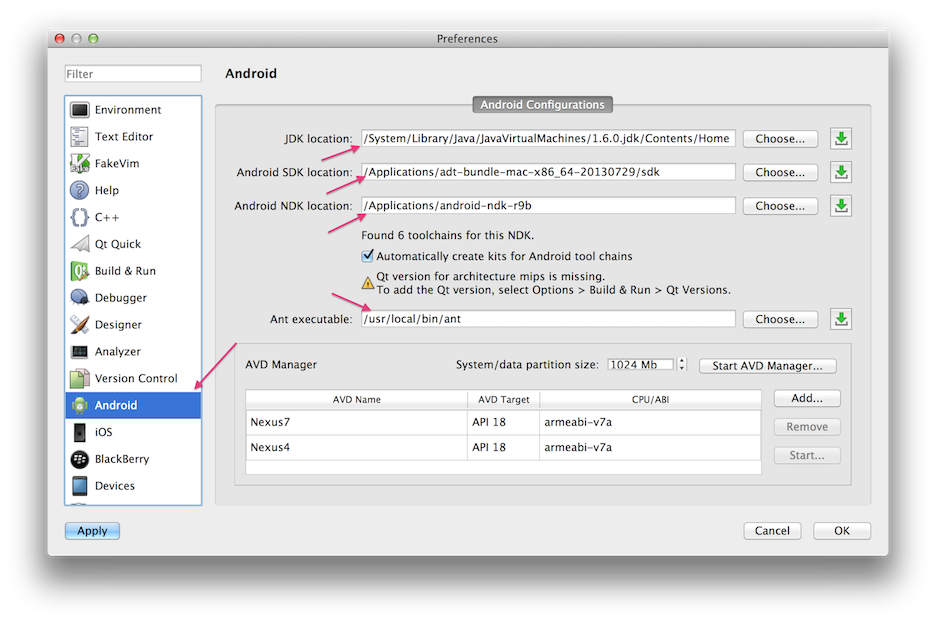 Preferences
Filter
Android
Environment
Text Editor
FakeVim
Help
C++
Qt Quick
Build & Run
Debugger
Designer
Analyzer
Version Control
Android
iOS
BlackBerry
Devices
Android Configurations
JDK location: /System/Library/Java/JavaVirtualMachines/1.6.0.jdk/Contents/Home Choose...
Android SDK location: /Applications/adt-bundle-mac-x86_64-20130729/sdk Choose...
Android NDK location: /Applications/android-ndk-r9b Choose...
Found 6 toolchains for this NDK.
Automatically create kits for Android tool chains
Qt version for architecture mips is missing.
To add the Qt version, select Options > Build & Run > Qt Versions.
Ant executable: /usr/local/bin/ant Choose...
AVD Manager System/data partition size: 1024 Mb Start AVD Manager...
AVD Name AVD Target CPU/ABI Add...
Nexus7 API 18 armeabi-v7a Remove
Nexus4 API 18 armeabi-v7a Start...
Apply Cancel OK